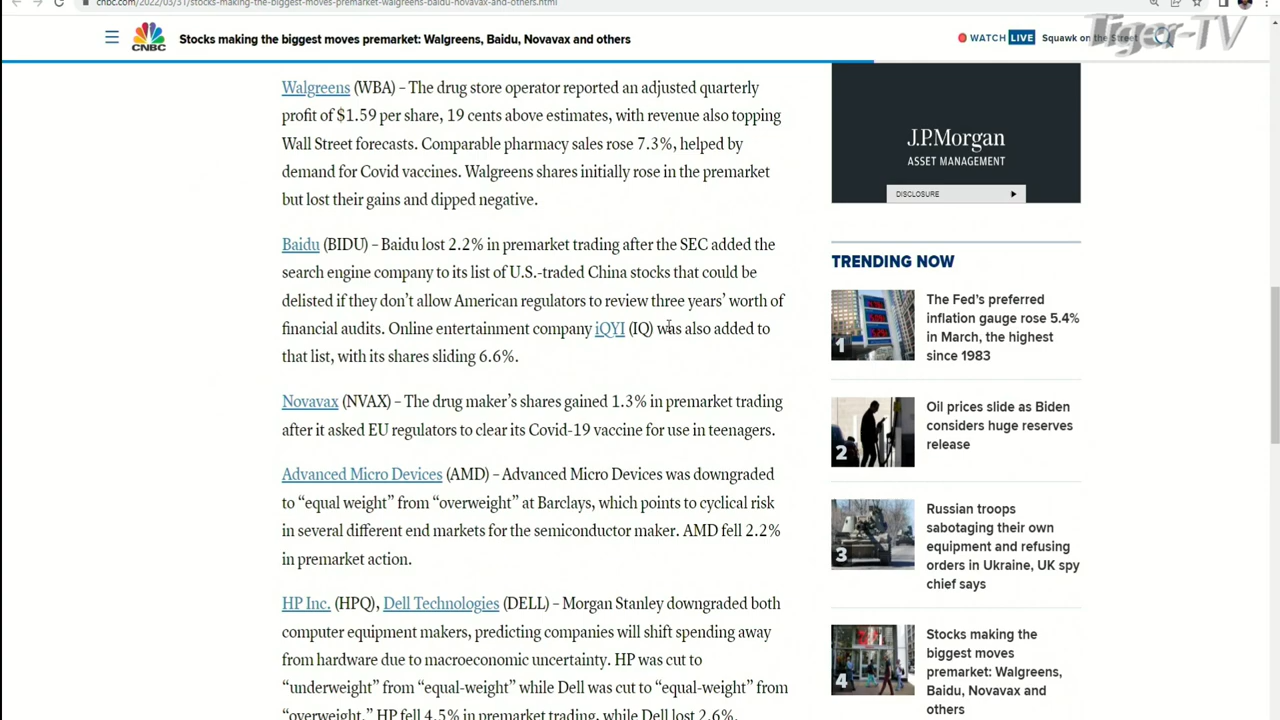 cnbc.com/2022/03/31/stocks-making-the-biggest-moves-premarket-walgreens-baidu-novavax-and-others.html
CNBC
Stocks making the biggest moves premarket: Walgreens, Baidu, Novavax and others
WATCH LIVE Squawk on the Street
Tiger-TV
Walgreens (WBA) – The drug store operator reported an adjusted quarterly
profit of $1.59 per share, 19 cents above estimates, with revenue also topping
Wall Street forecasts. Comparable pharmacy sales rose 7.3%, helped by
demand for Covid vaccines. Walgreens shares initially rose in the premarket
but lost their gains and dipped negative.
Baidu (BIDU) – Baidu lost 2.2% in premarket trading after the SEC added the
search engine company to its list of U.S.-traded China stocks that could be
delisted if they don't allow American regulators to review three years' worth of
financial audits. Online entertainment company iQYI (IQ) was also added to
that list, with its shares sliding 6.6%.
Novavax (NVAX) – The drug maker's shares gained 1.3% in premarket trading
after it asked EU regulators to clear its Covid-19 vaccine for use in teenagers.
Advanced Micro Devices (AMD) – Advanced Micro Devices was downgraded
to "equal weight" from "overweight" at Barclays, which points to cyclical risk
in several different end markets for the semiconductor maker. AMD fell 2.2%
in premarket action.
HP Inc. (HPQ), Dell Technologies (DELL) – Morgan Stanley downgraded both
computer equipment makers, predicting companies will shift spending away
from hardware due to macroeconomic uncertainty. HP was cut to
"underweight" from "equal-weight" while Dell was cut to "equal-weight" from
"overweight." HP fell 4.5% in premarket trading, while Dell lost 2.6%.
J.P.Morgan
ASSET MANAGEMENT
DISCLOSURE
TRENDING NOW
1
The Fed's preferred
inflation gauge rose 5.4%
in March, the highest
since 1983
2
Oil prices slide as Biden
considers huge reserves
release
3
Russian troops
sabotaging their own
equipment and refusing
orders in Ukraine, UK spy
chief says
4
Stocks making the
biggest moves
premarket: Walgreens,
Baidu, Novavax and
others